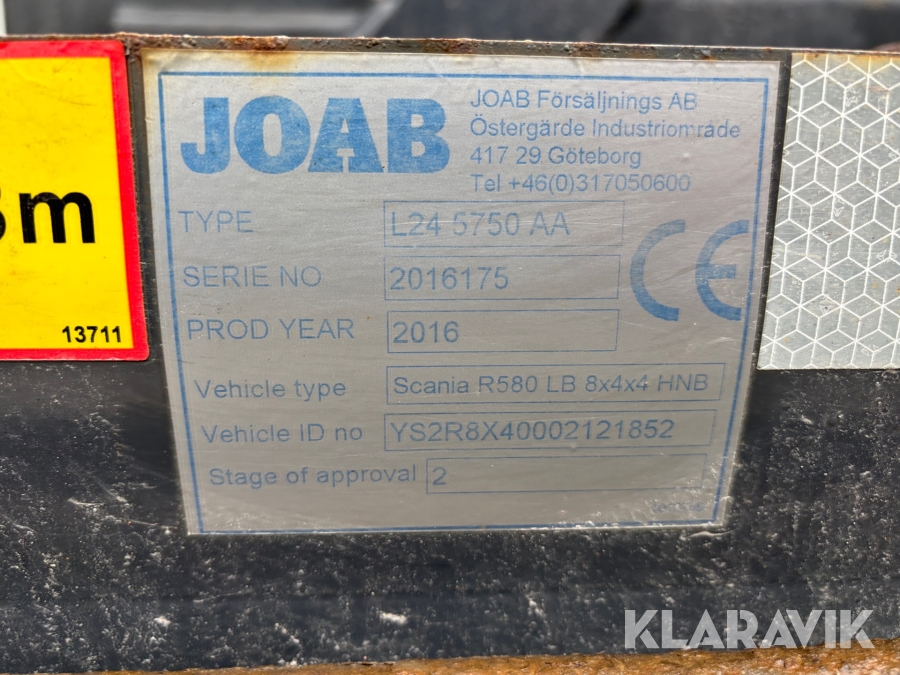 JOAB
JOAB Försäljnings AB
Östergärde Industriområde
417 29 Göteborg
Tel +46(0)317050600
TYPE L24 5750 AA
SERIE NO 2016175
PROD YEAR 2016
CE
Vehicle type Scania R580 LB 8x4x4 HNB
Vehicle ID no YS2R8X40002121852
Stage of approval 2
m
13711
KLARAVIK